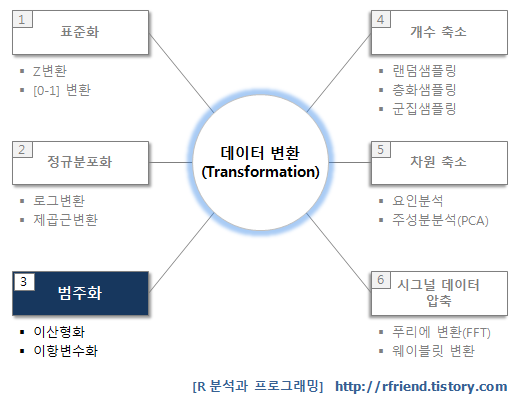 1
표준화
Z변환
[0-1] 변환
2
정규분포화
로그변환
제곱근변환
3
범주화
이산형화
이항변수화
데이터 변환
(Transformation)
4
개수 축소
랜덤샘플링
층화샘플링
군집샘플링
5
차원 축소
요인분석
주성분분석(PCA)
6
시그널 데이터
압축
푸리에 변환(FFT)
웨이블릿 변환
[R 분석과 프로그래밍] http://rfriend.tistory.com